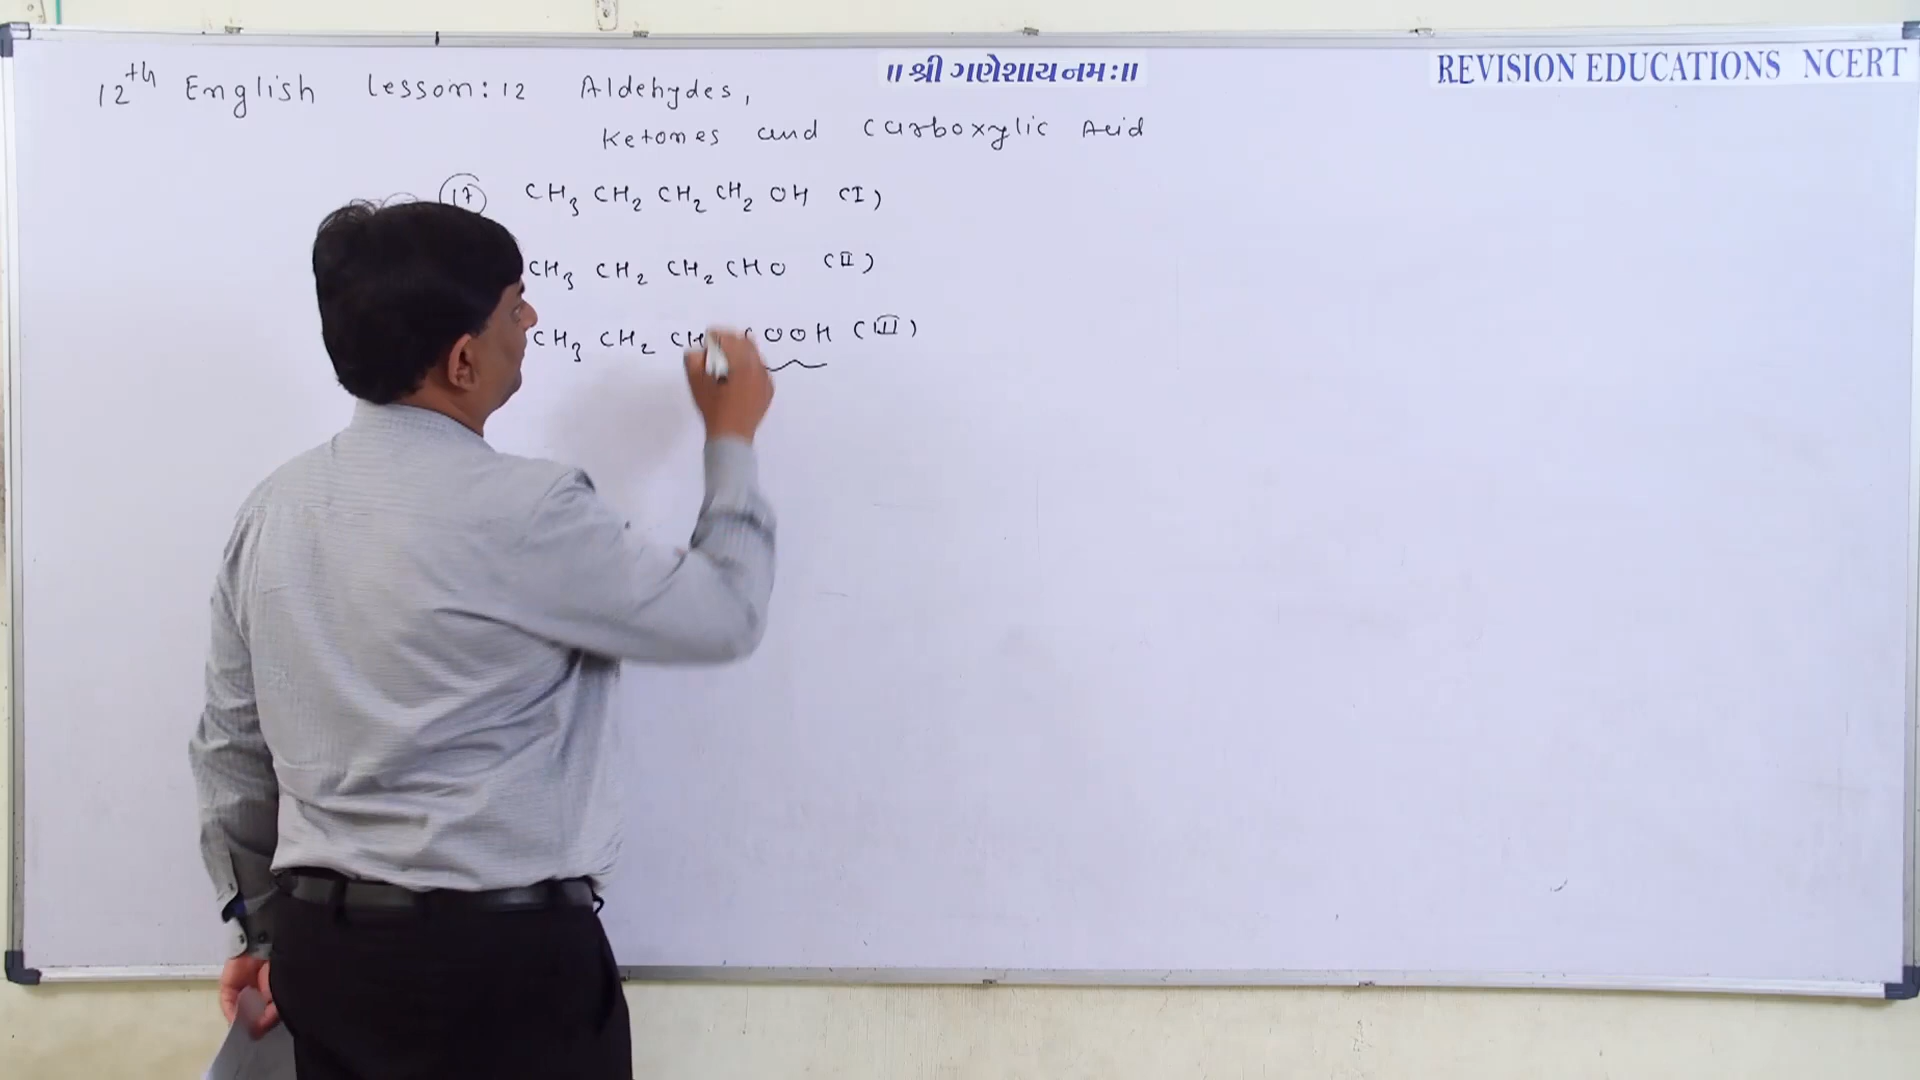 12th English Lesson: 12 Aldehydes,
Ketones and Carboxylic Acid
॥ શ્રી ગણેશાય નમઃ॥
REVISION EDUCATIONS NCERT
17 CH3 CH2 CH2 CH2 OH (I)
CH3 CH2 CH2 CHO (II)
CH3 CH2 CH COOH (III)